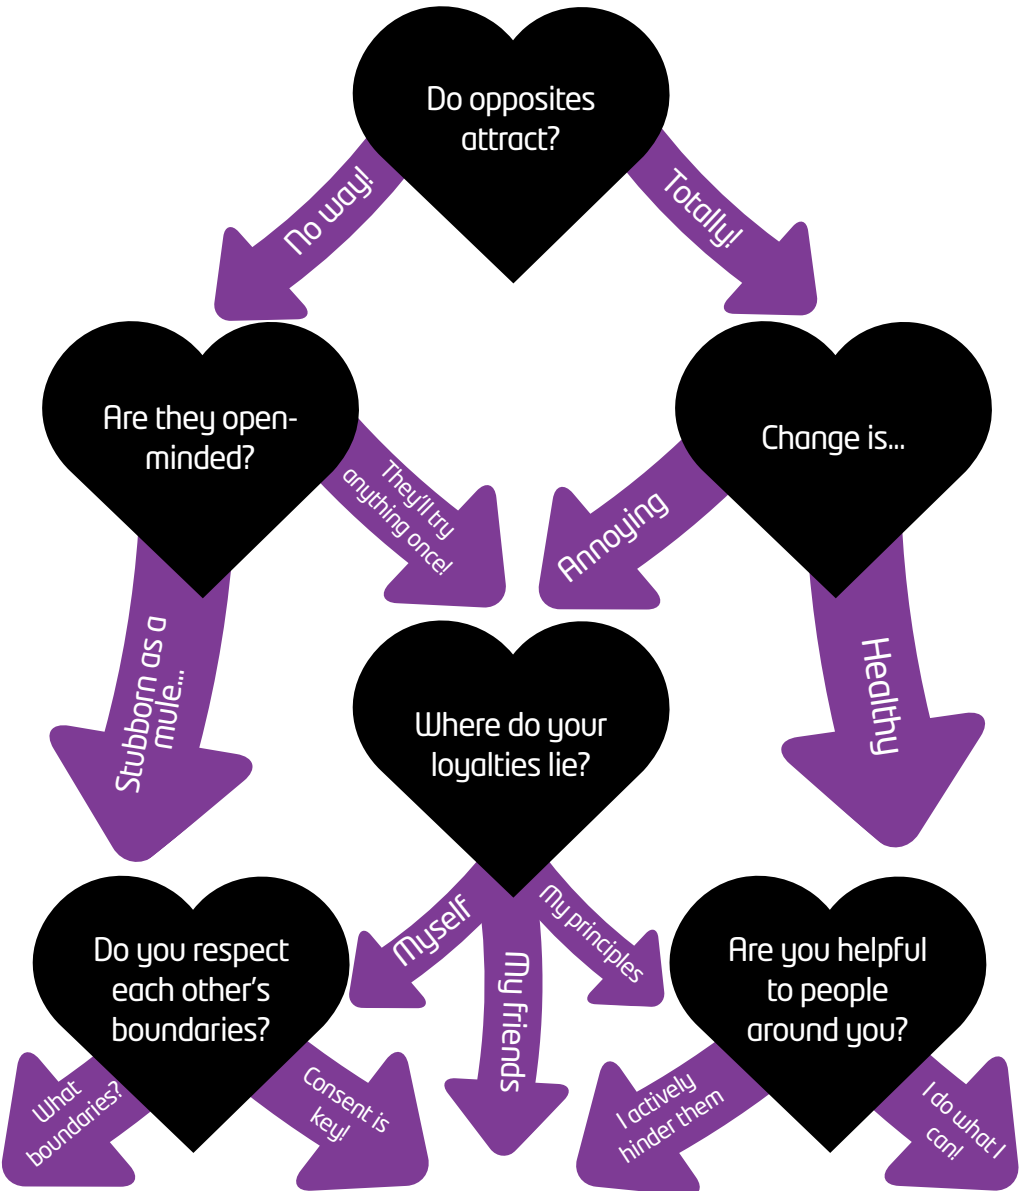 Do opposites
attract?
No way!
Totally!
Are they open-
minded?
Change is...
They'll try
anything once!
Annoying
Stubborn as a
mule...
Healthy
Where do your
loyalties lie?
Myself
My friends
My principles
Do you respect
each other's
boundaries?
Are you helpful
to people
around you?
What
boundaries?
Consent is
key!
I actively
hinder them
I do what I
can!